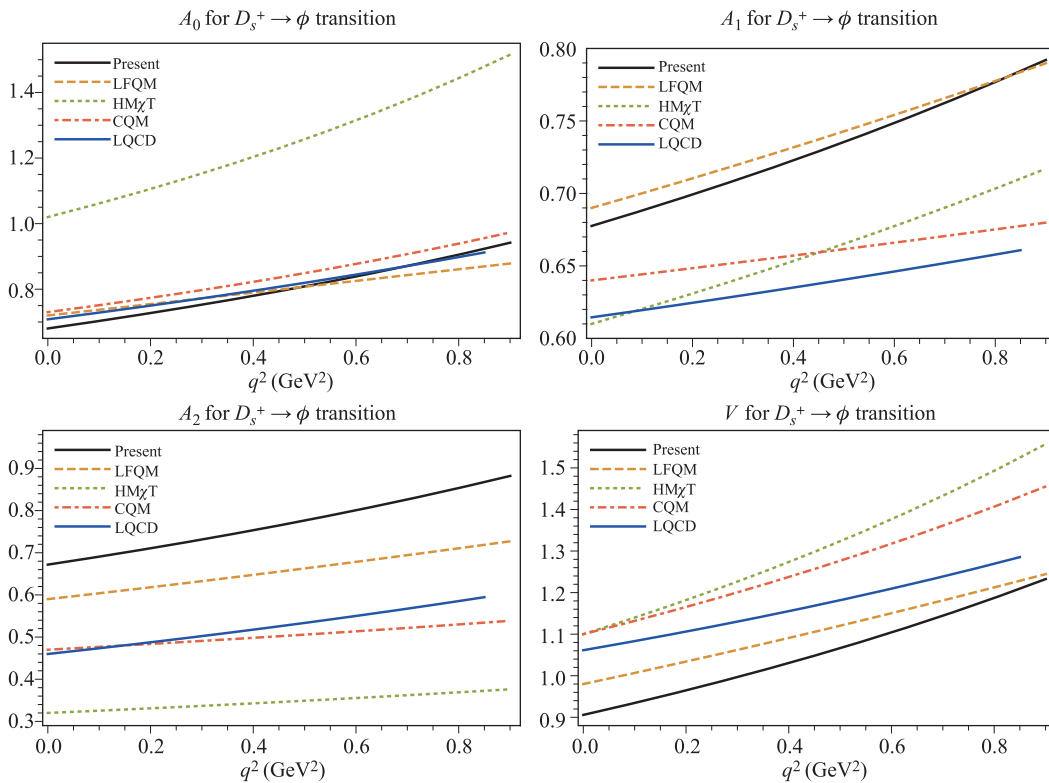 A₀ for Dₛ⁺ → ϕ transition
Present
LFQM
HMχT
CQM
LQCD
1.4
1.2
1.0
0.8
0.0 0.2 0.4 0.6 0.8
q² (GeV²)
A₁ for Dₛ⁺ → ϕ transition
Present
LFQM
HMχT
CQM
LQCD
0.80
0.75
0.70
0.65
0.60
0.0 0.2 0.4 0.6 0.8
q² (GeV²)
A₂ for Dₛ⁺ → ϕ transition
Present
LFQM
HMχT
CQM
LQCD
0.9
0.8
0.7
0.6
0.5
0.4
0.3
0.0 0.2 0.4 0.6 0.8
q² (GeV²)
V for Dₛ⁺ → ϕ transition
Present
LFQM
HMχT
CQM
LQCD
1.5
1.4
1.3
1.2
1.1
1.0
0.9
0.0 0.2 0.4 0.6 0.8
q² (GeV²)